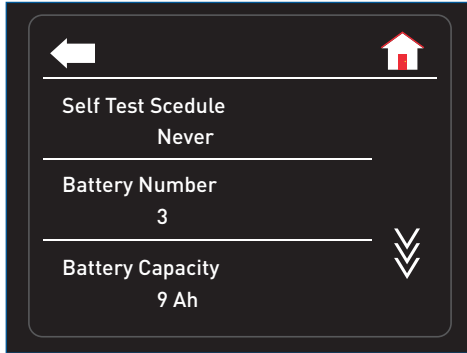 Self Test Scedule
Never
Battery Number
3
Battery Capacity
9 Ah